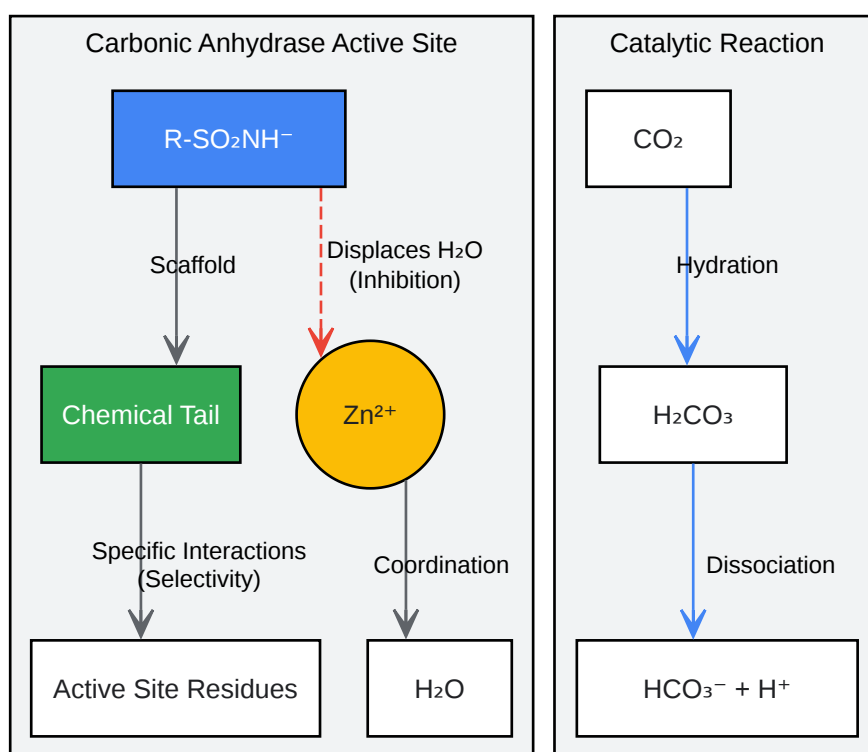 Carbonic Anhydrase Active Site
R-SO₂NH⁻
Scaffold
Displaces H₂O
(Inhibition)
Chemical Tail
Zn²⁺
Specific Interactions
(Selectivity)
Coordination
Active Site Residues
H₂O
Catalytic Reaction
CO₂
Hydration
H₂CO₃
Dissociation
HCO₃⁻ + H⁺